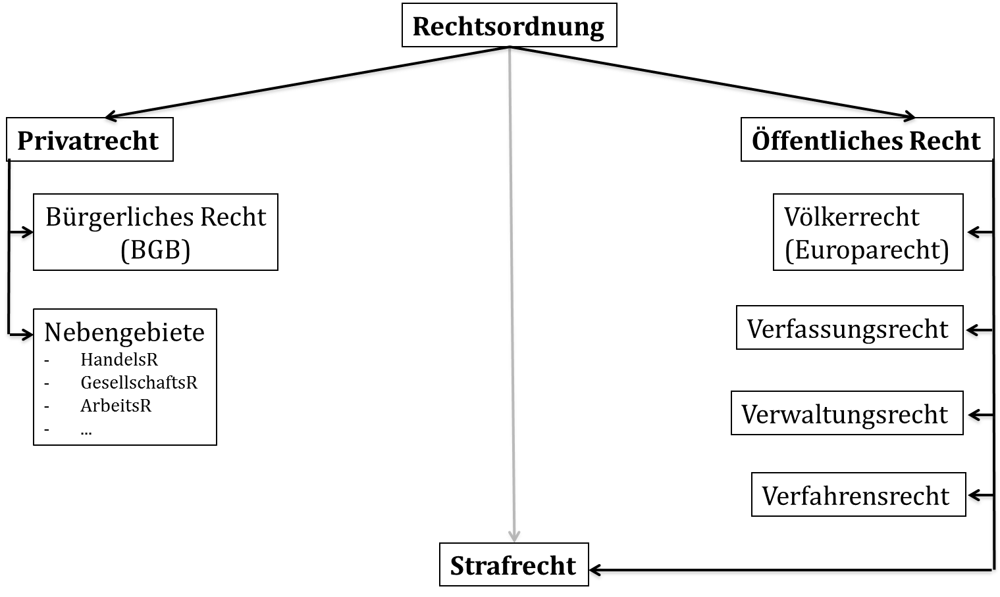 Rechtsordnung
Privatrecht
Öffentliches Recht
Bürgerliches Recht
(BGB)
Völkerrecht
(Europarecht)
Nebengebiete
- HandelsR
- GesellschaftsR
- ArbeitsR
- ...
Verfassungsrecht
Verwaltungsrecht
Verfahrensrecht
Strafrecht